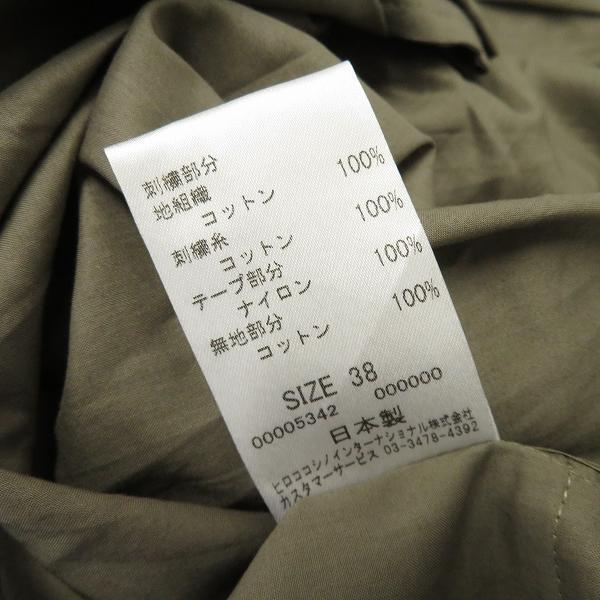 刺繍部分
地組織
コットン 100%
刺繍糸
コットン 100%
テープ部分
ナイロン 100%
無地部分
コットン 100%
SIZE 38
00005342 000000
日本製
ヒロココシノインターナショナル株式会社
カスタマーサービス 03-3478-4392